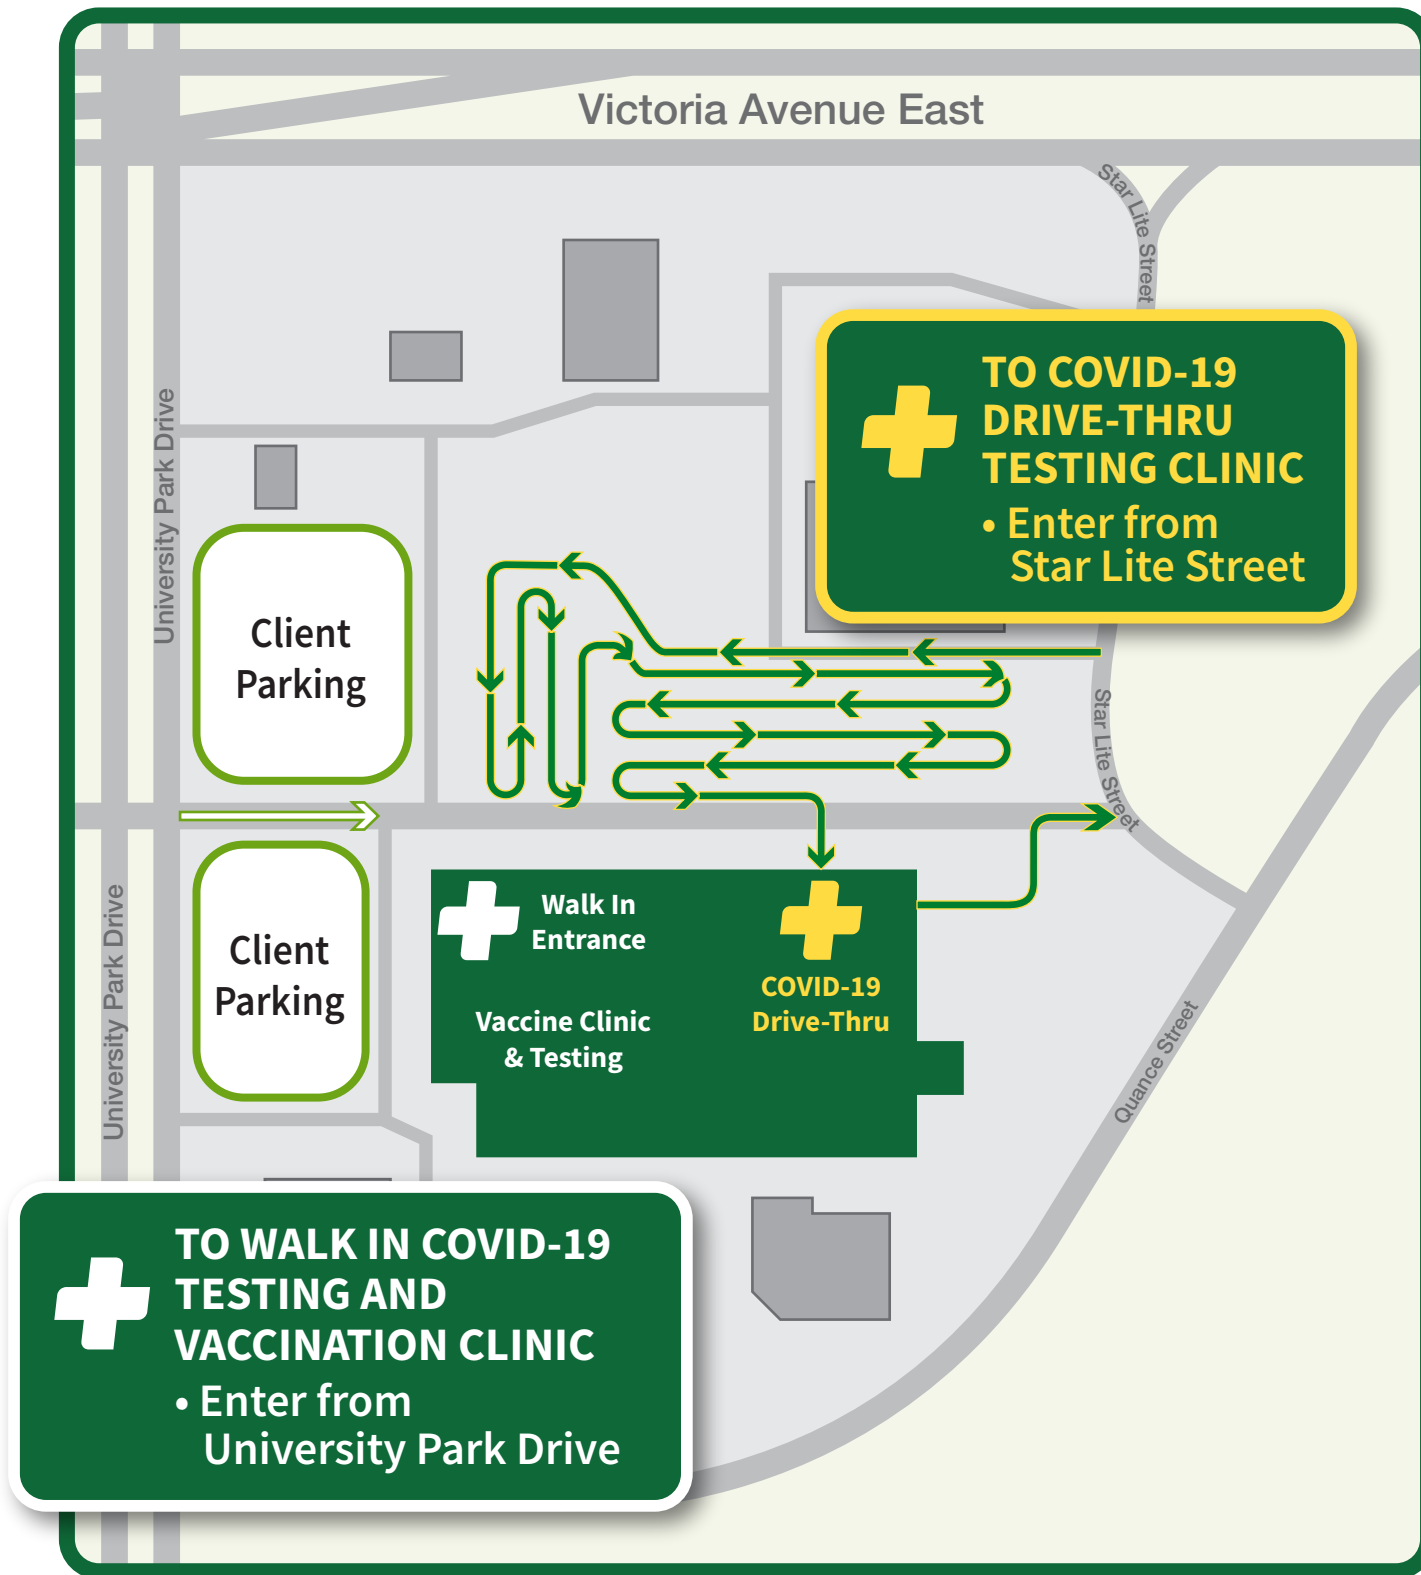 Victoria Avenue East
Star Lite Street
TO COVID-19
DRIVE-THRU
TESTING CLINIC
• Enter from
Star Lite Street
University Park Drive
Client
Parking
Star Lite Street
Client
Parking
University Park Drive
Walk In
Entrance
Vaccine Clinic
& Testing
COVID-19
Drive-Thru
Quance Street
TO WALK IN COVID-19
TESTING AND
VACCINATION CLINIC
• Enter from
University Park Drive